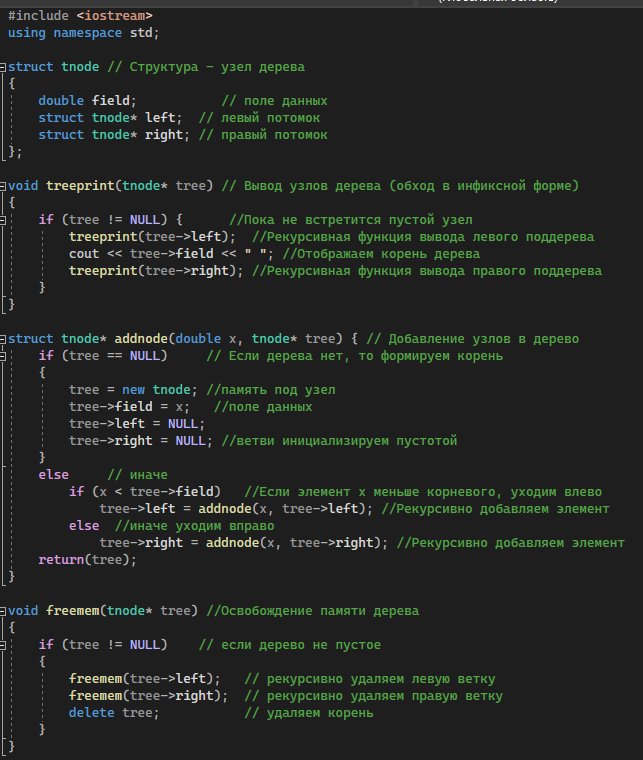 #include <iostream>
using namespace std;
struct tnode // Структура – узел дерева
{
    double field;           // поле данных
    struct tnode* left;  // левый потомок
    struct tnode* right; // правый потомок
};
void treeprint(tnode* tree) // Вывод узлов дерева (обход в инфиксной форме)
{
    if (tree != NULL) {      //Пока не встретится пустой узел
        treeprint(tree->left);  //Рекурсивная функция вывода левого поддерева
        cout << tree->field << " "; //Отображаем корень дерева
        treeprint(tree->right); //Рекурсивная функция вывода правого поддерева
    }
}
struct tnode* addnode(double x, tnode* tree) { // Добавление узлов в дерево
    if (tree == NULL)     // Если дерева нет, то формируем корень
    {
        tree = new tnode; //память под узел
        tree->field = x;   //поле данных
        tree->left = NULL;
        tree->right = NULL; //ветви инициализируем пустотой
    }
    else     // иначе
        if (x < tree->field)   //Если элемент x меньше корневого, уходим влево
            tree->left = addnode(x, tree->left); //Рекурсивно добавляем элемент
        else  //иначе уходим вправо
            tree->right = addnode(x, tree->right); //Рекурсивно добавляем элемент
    return(tree);
}
void freemem(tnode* tree) //Освобождение памяти дерева
{
    if (tree != NULL)    // если дерево не пустое
    {
        freemem(tree->left);   // рекурсивно удаляем левую ветку
        freemem(tree->right);  // рекурсивно удаляем правую ветку
        delete tree;           // удаляем корень
    }
}